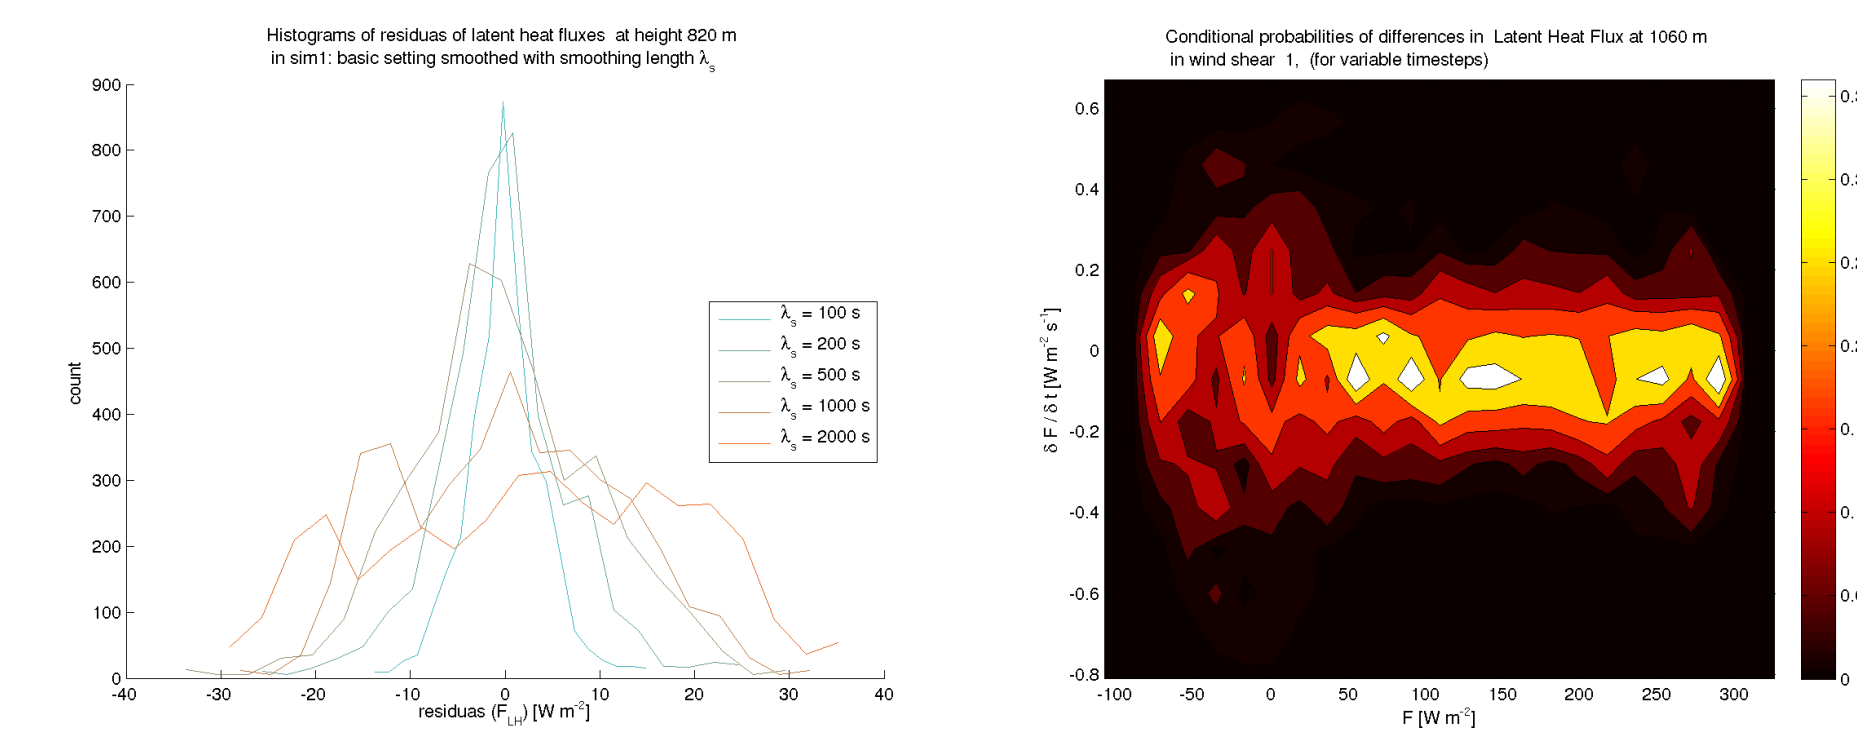 Histograms of residuas of latent heat fluxes at height 820 m
in sim1: basic setting smoothed with smoothing length λs
900
800
700
600
500
400
300
200
100
0
count
-40
-30
-20
-10
0
10
20
30
40
residuas (FLH) [W m-2]
λs = 100 s
λs = 200 s
λs = 500 s
λs = 1000 s
λs = 2000 s
Conditional probabilities of differences in Latent Heat Flux at 1060 m
in wind shear 1, (for variable timesteps)
0.6
0.4
0.2
0
-0.2
-0.4
-0.6
-0.8
δ F / δ t [W m-2 s-1]
-100
-50
0
50
100
150
200
250
300
F [W m-2]
0